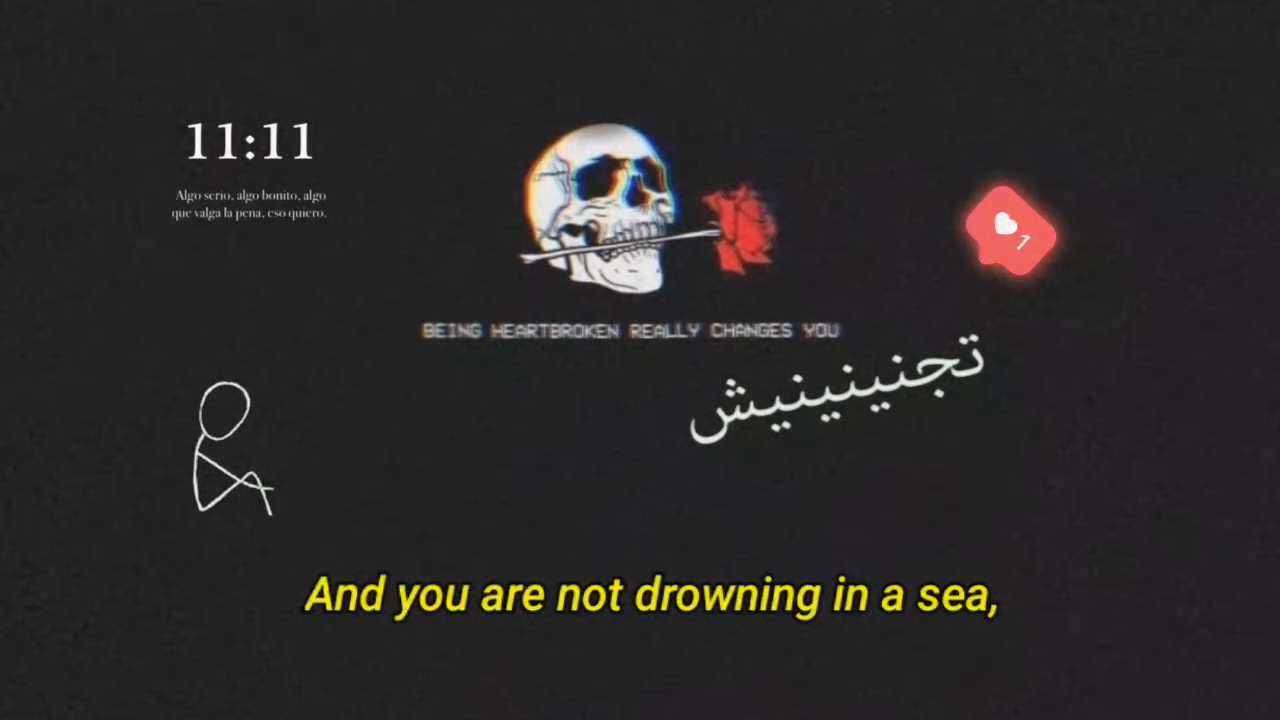 11:11
Algo serio, algo bonito, algo
que valga la pena, eso quiero.
1
BEING HEARTBROKEN REALLY CHANGES YOU
تجنينينيش
And you are not drowning in a sea,